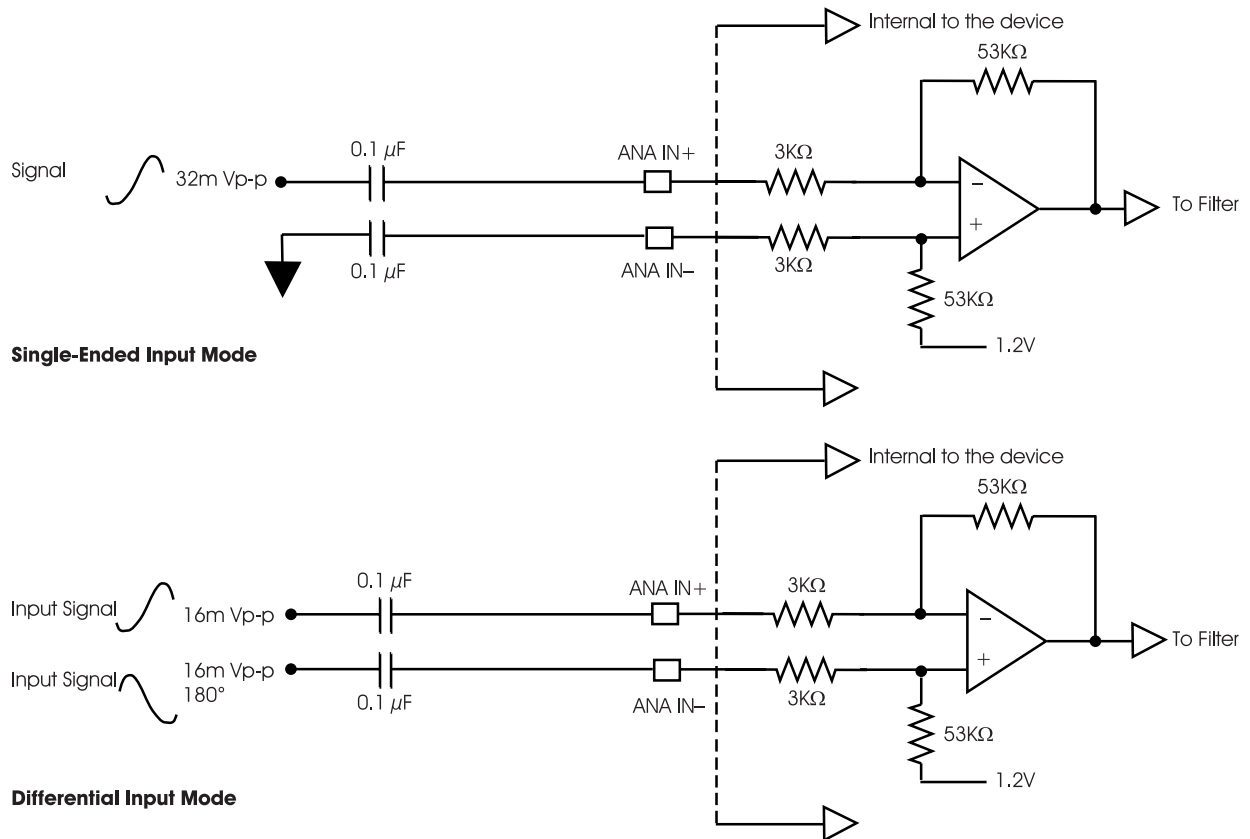 Internal to the device
53KΩ
0.1 μF
ANA IN+
3KΩ
Signal
32m Vp-p
−
To Filter
+
0.1 μF
ANA IN−
3KΩ
53KΩ
1.2V
Single-Ended Input Mode
Internal to the device
53KΩ
0.1 μF
ANA IN+
3KΩ
Input Signal
16m Vp-p
−
To Filter
Input Signal
16m Vp-p
180°
+
0.1 μF
ANA IN−
3KΩ
53KΩ
1.2V
Differential Input Mode